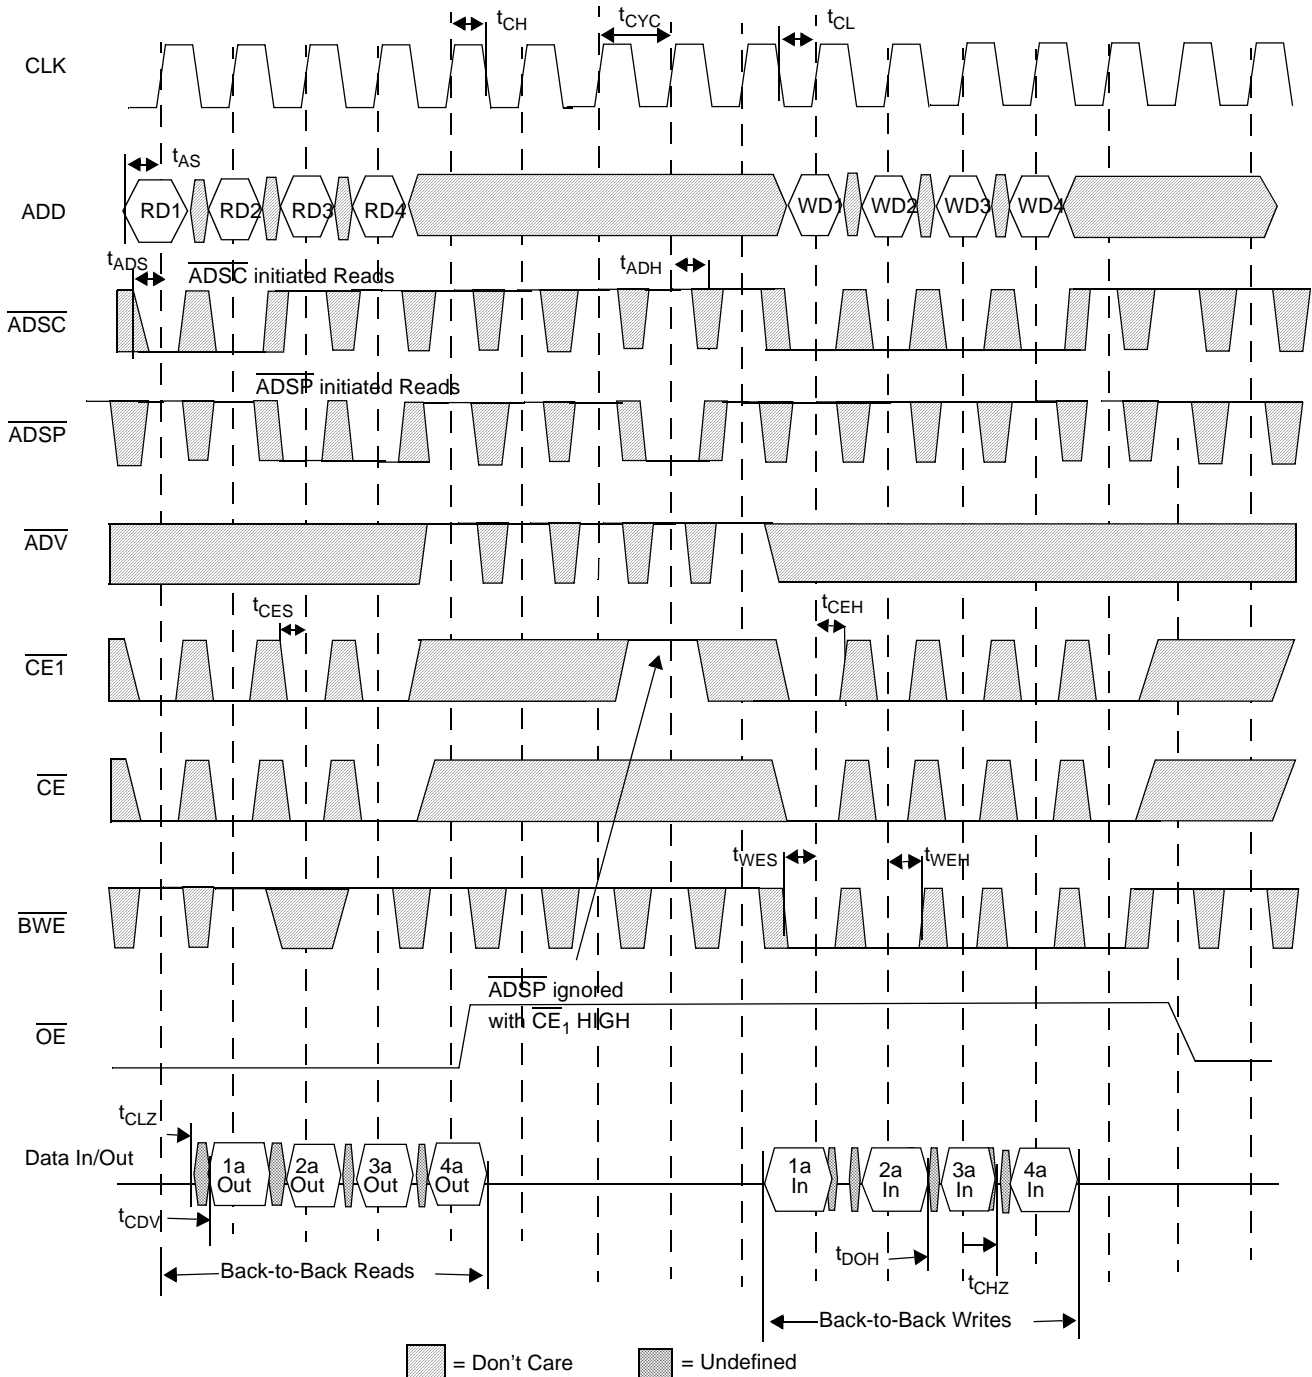 tCH
tCYC
tCL
CLK
tAS
ADD
RD1
RD2
RD3
RD4
WD1
WD2
WD3
WD4
tADS
ADSC initiated Reads
tADH
ADSC
ADSP initiated Reads
ADSP
ADV
tCES
tCEH
CE1
CE
tWES
tWEH
BWE
ADSP ignored
with CE1 HIGH
OE
tCLZ
Data In/Out
1a
Out
2a
Out
3a
Out
4a
Out
1a
In
2a
In
3a
In
4a
In
tCDV
tDOH
tCHZ
Back-to-Back Reads
Back-to-Back Writes
= Don't Care
= Undefined